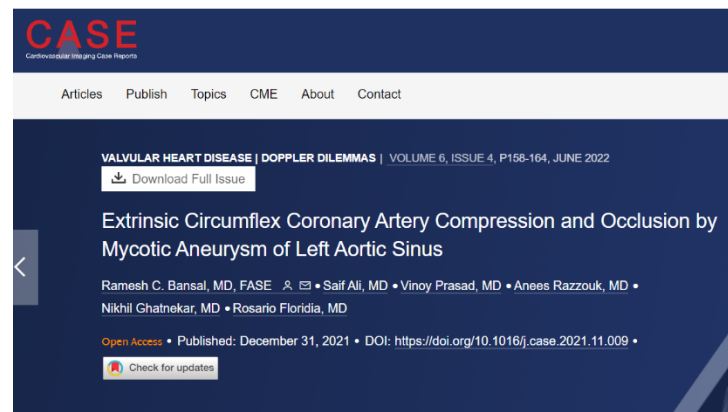 CASE
Cardiovascular Imaging Case Reports
Articles Publish Topics CME About Contact
VALVULAR HEART DISEASE | DOPPLER DILEMMAS | VOLUME 6, ISSUE 4, P158-164, JUNE 2022
Download Full Issue
Extrinsic Circumflex Coronary Artery Compression and Occlusion by
Mycotic Aneurysm of Left Aortic Sinus
Ramesh C. Bansal, MD, FASE • Saif Ali, MD • Vinoy Prasad, MD • Anees Razzouk, MD •
Nikhil Ghatnekar, MD • Rosario Floridia, MD
Open Access • Published: December 31, 2021 • DOI: https://doi.org/10.1016/j.case.2021.11.009 •
Check for updates